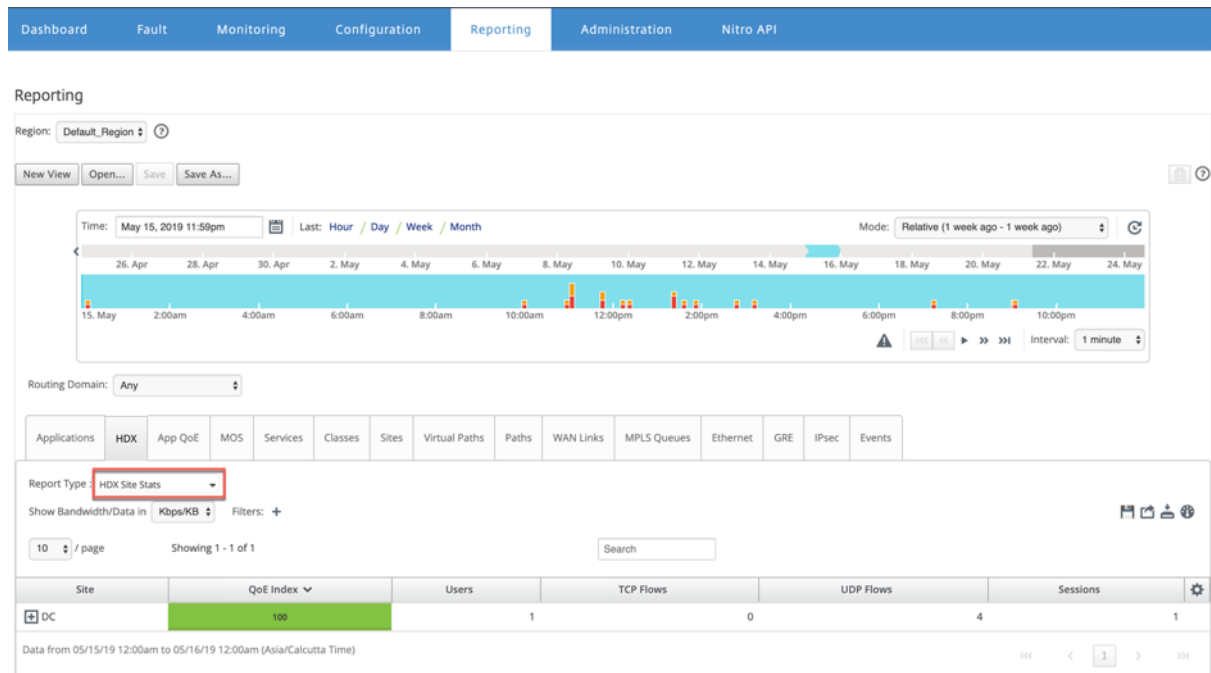 Dashboard Fault Monitoring Configuration Reporting Administration Nitro API
Reporting
Region: Default_Region ?
New View Open... Save Save As... ?
Time: May 15, 2019 11:59pm Last: Hour / Day / Week / Month Mode: Relative (1 week ago - 1 week ago)
26. Apr 28. Apr 30. Apr 2. May 4. May 6. May 8. May 10. May 12. May 14. May 16. May 18. May 20. May 22. May 24. May
15. May 2:00am 4:00am 6:00am 8:00am 10:00am 12:00pm 2:00pm 4:00pm 6:00pm 8:00pm 10:00pm
Interval: 1 minute
Routing Domain: Any
Applications HDX App QoE MOS Services Classes Sites Virtual Paths Paths WAN Links MPLS Queues Ethernet GRE IPsec Events
Report Type : HDX Site Stats
Show Bandwidth/Data in Kbps/KB Filters: +
10 / page Showing 1 - 1 of 1 Search
Site QoE Index Users TCP Flows UDP Flows Sessions
DC 100 1 0 4 1
Data from 05/15/19 12:00am to 05/16/19 12:00am (Asia/Calcutta Time) 1